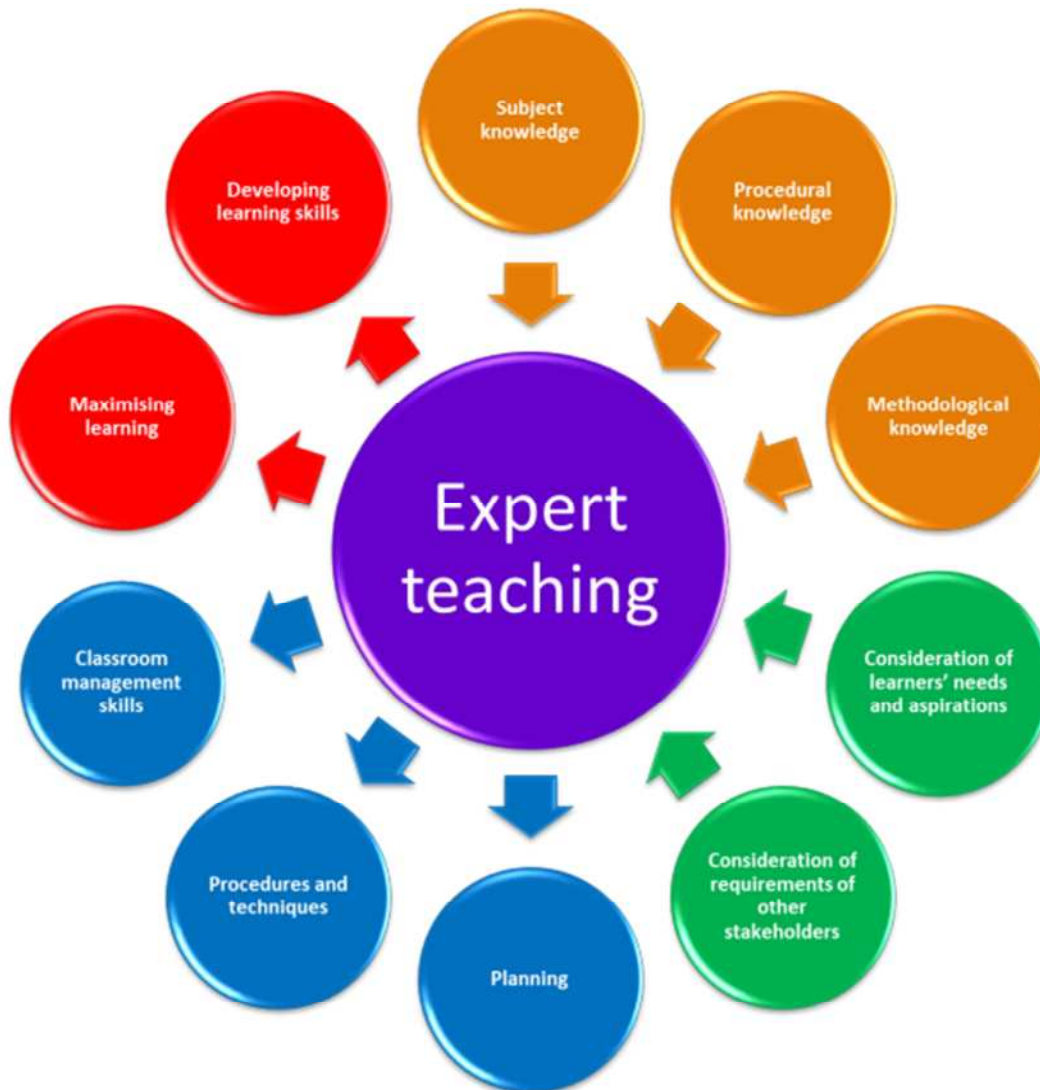 Subject
knowledge
Procedural
knowledge
Methodological
knowledge
Consideration of
learners' needs
and aspirations
Consideration of
requirements of
other
stakeholders
Planning
Procedures and
techniques
Classroom
management
skills
Maximising
learning
Developing
learning skills
Expert
teaching